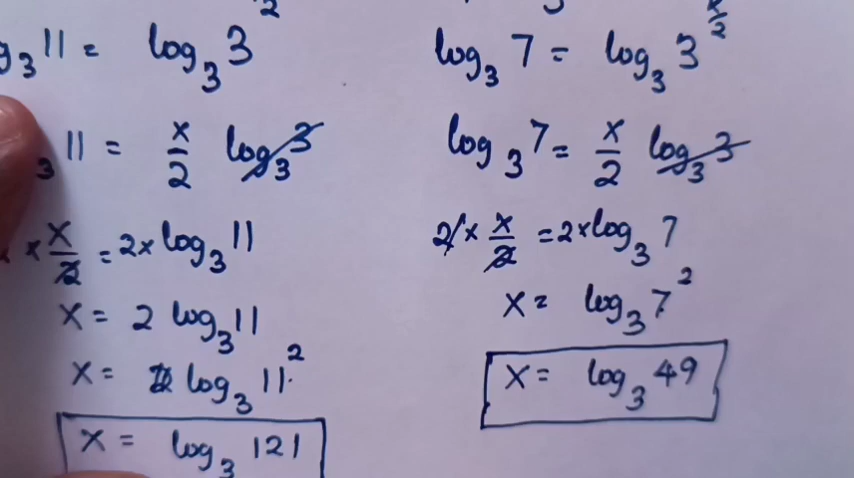 log₃ 11 = log₃ 3^2
₃ 11 = x/2 log₃ 3
x x/2 = 2 x log₃ 11
x = 2 log₃ 11
x = log₃ 11²
x = log₃ 121
log₃ 7 = log₃ 3^(x/2)
log₃ 7 = x/2 log₃ 3
2 x x/2 = 2 x log₃ 7
x = log₃ 7²
x = log₃ 49